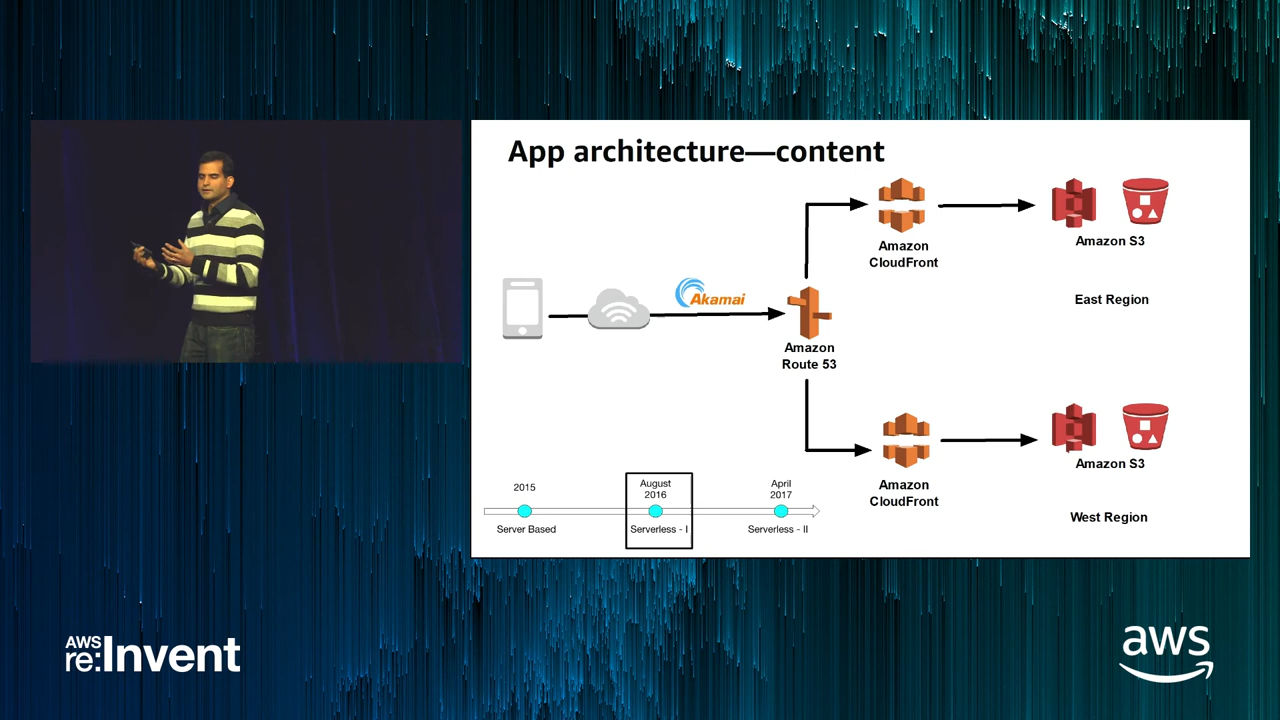 App architecture—content
Amazon
CloudFront
Amazon S3
East Region
Akamai
Amazon
Route 53
Amazon
CloudFront
Amazon S3
West Region
2015
August
2016
April
2017
Server Based
Serverless - I
Serverless - II
AWS
re:Invent
aws